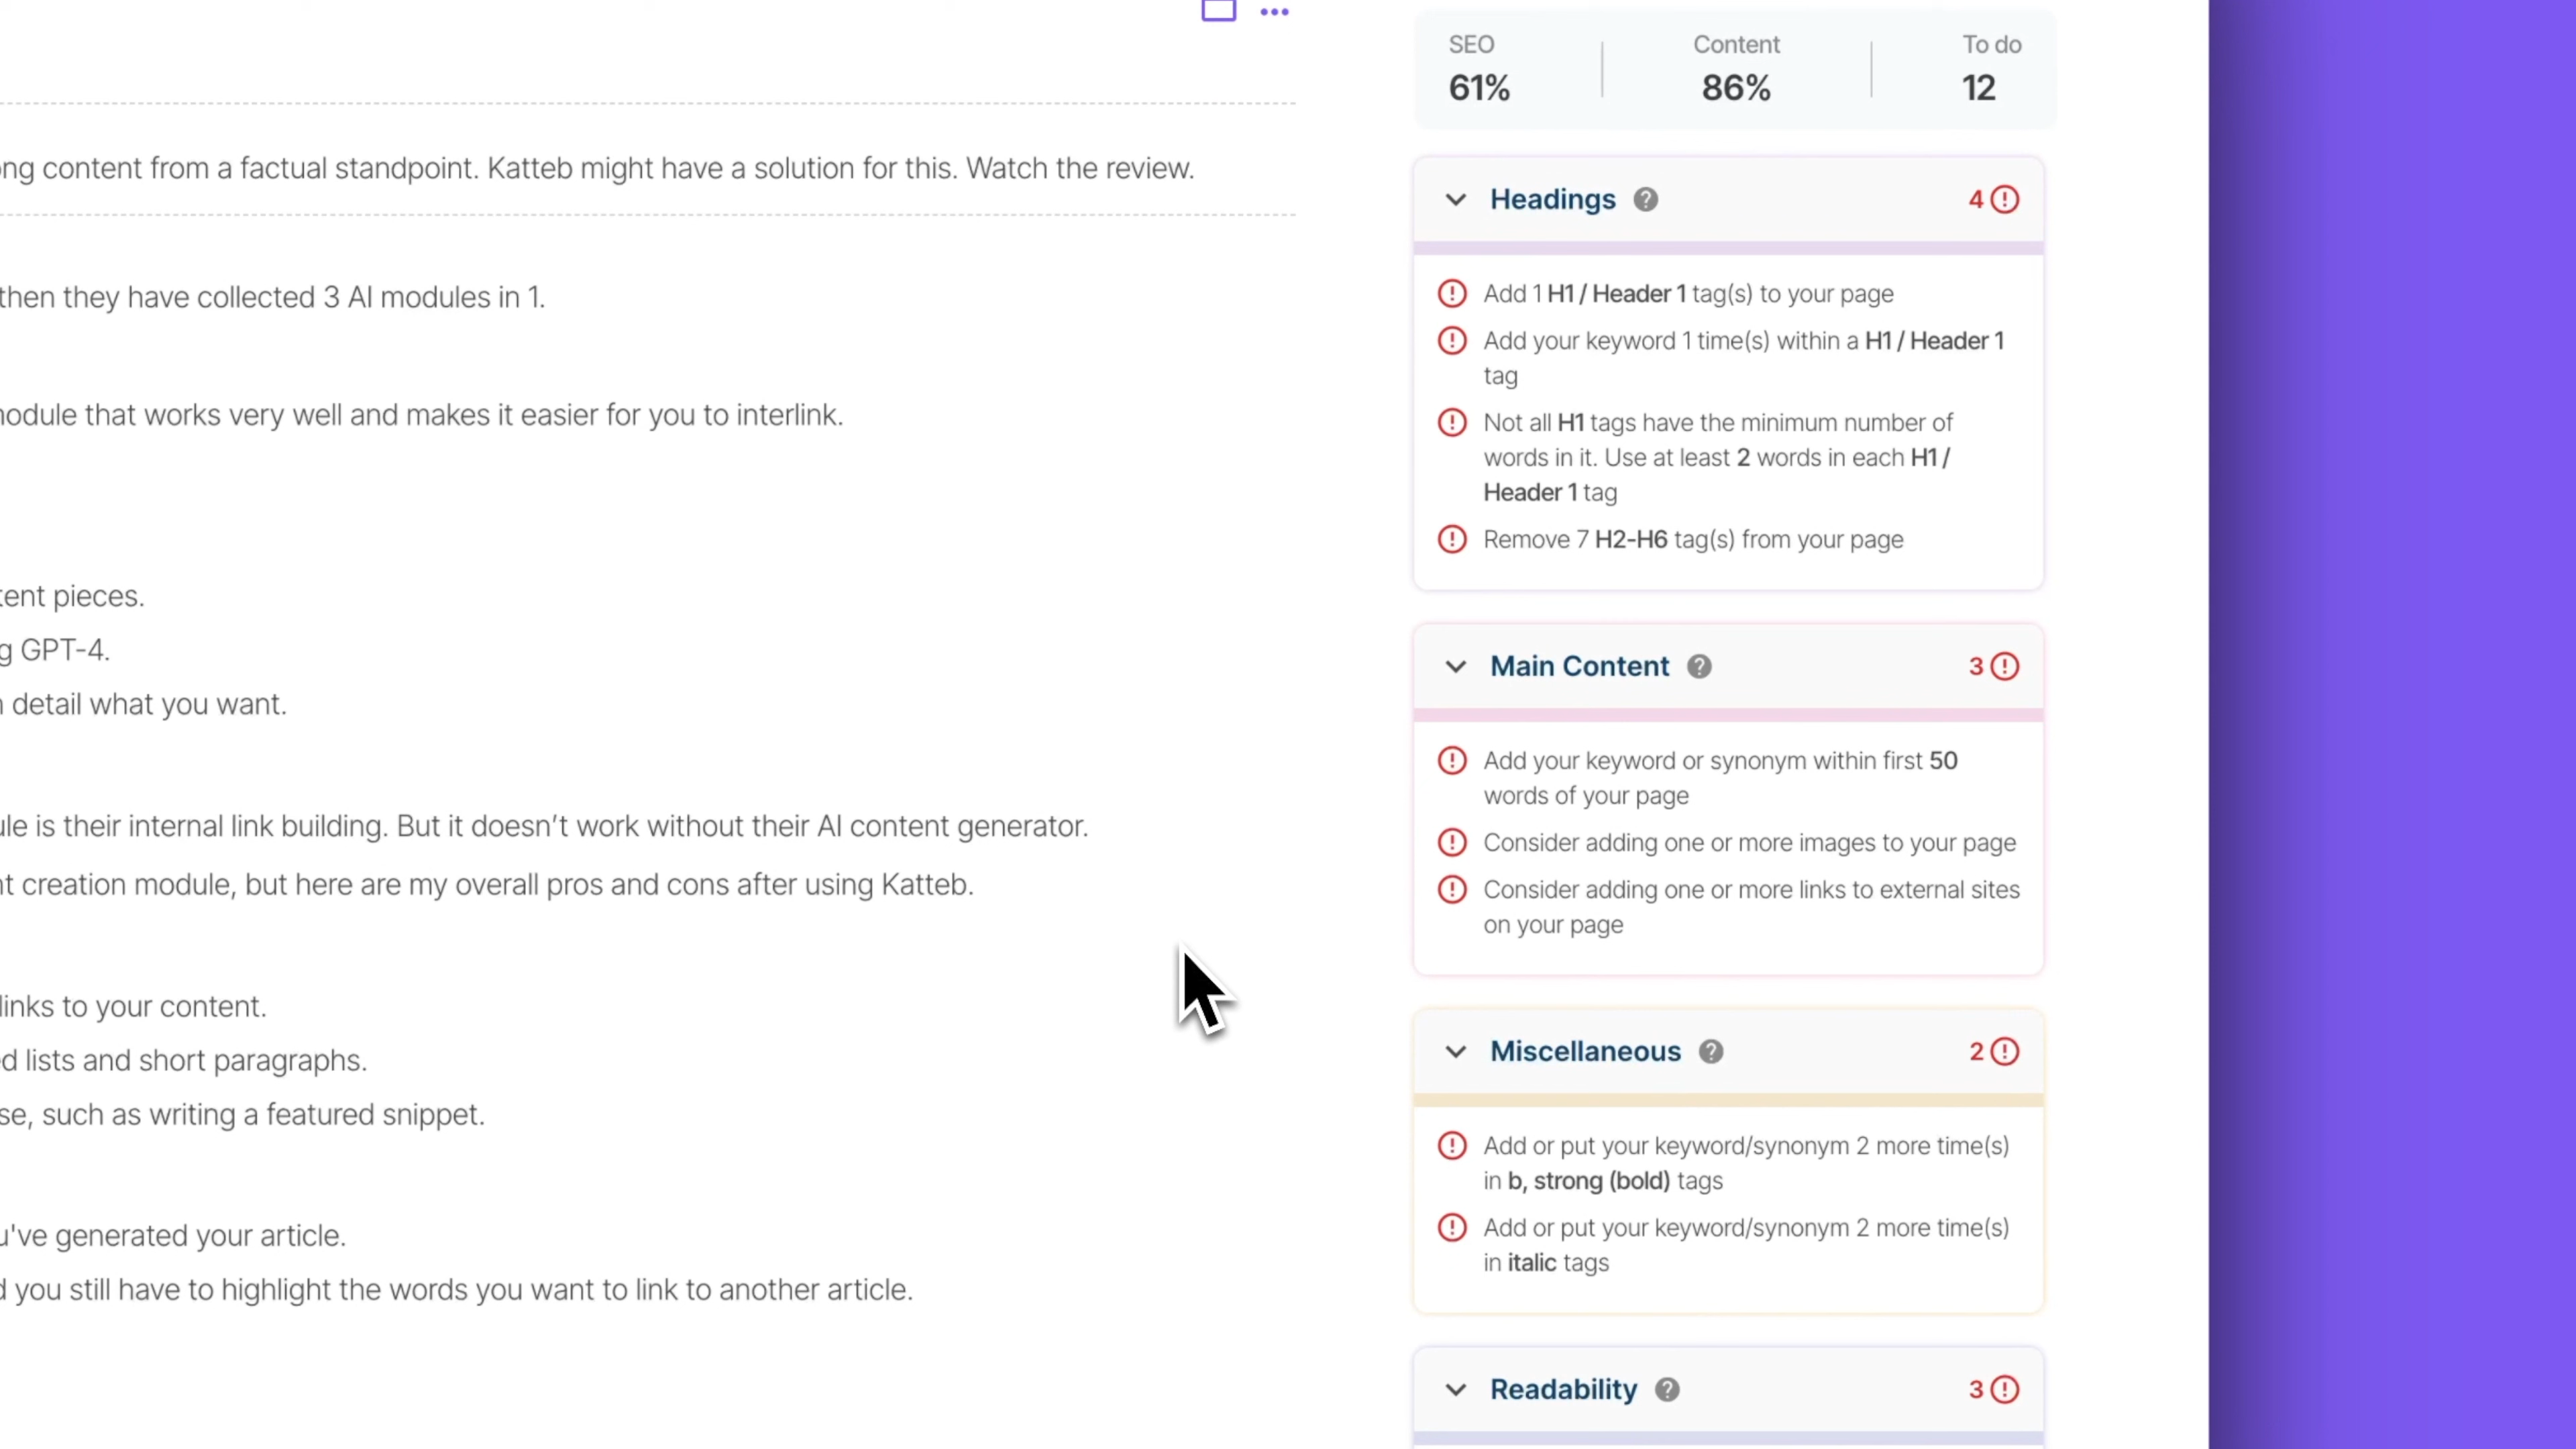 SEO
61%
Content
86%
To do
12
ng content from a factual standpoint. Katteb might have a solution for this. Watch the review.
then they have collected 3 AI modules in 1.
module that works very well and makes it easier for you to interlink.
tent pieces.
g GPT-4.
detail what you want.
ule is their internal link building. But it doesn't work without their AI content generator.
nt creation module, but here are my overall pros and cons after using Katteb.
links to your content.
d lists and short paragraphs.
se, such as writing a featured snippet.
u've generated your article.
d you still have to highlight the words you want to link to another article.
Headings
4
Add 1 H1 / Header 1 tag(s) to your page
Add your keyword 1 time(s) within a H1 / Header 1
tag
Not all H1 tags have the minimum number of
words in it. Use at least 2 words in each H1 /
Header 1 tag
Remove 7 H2-H6 tag(s) from your page
Main Content
3
Add your keyword or synonym within first 50
words of your page
Consider adding one or more images to your page
Consider adding one or more links to external sites
on your page
Miscellaneous
2
Add or put your keyword/synonym 2 more time(s)
in b, strong (bold) tags
Add or put your keyword/synonym 2 more time(s)
in italic tags
Readability
3